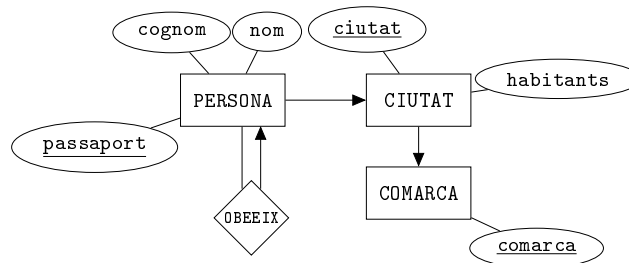 cognom
nom
ciutat
PERSONA
CIUTAT
habitants
passaport
COMARCA
OBEEIX
comarca